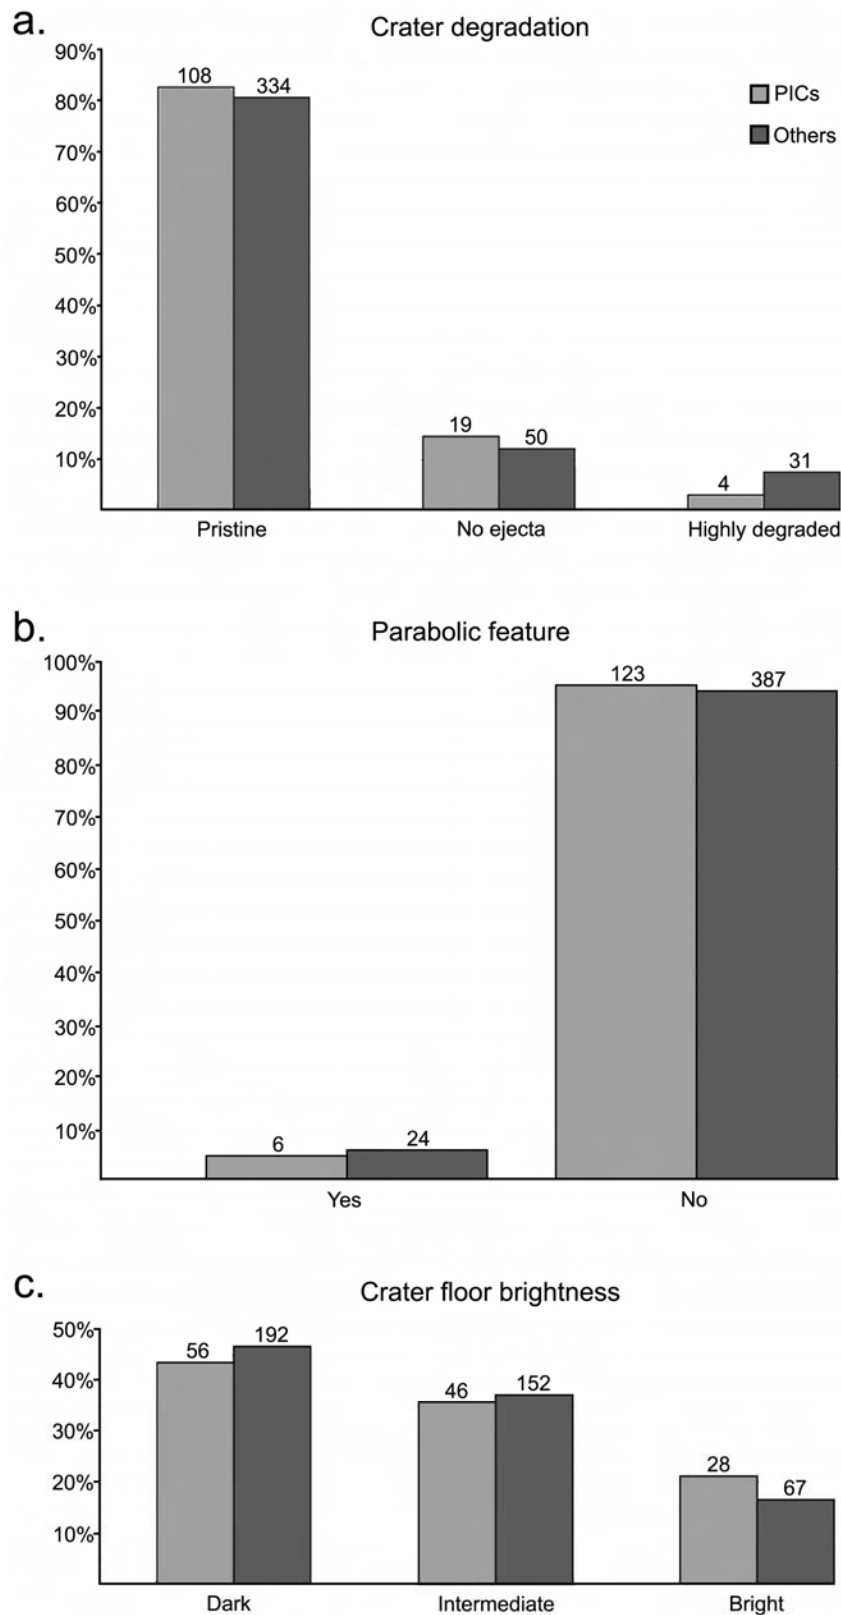 a.
Crater degradation
90%
80%
70%
60%
50%
40%
30%
20%
10%
108
334
19
50
4
31
PICs
Others
Pristine
No ejecta
Highly degraded
b.
Parabolic feature
100%
90%
80%
70%
60%
50%
40%
30%
20%
10%
6
24
123
387
Yes
No
c.
Crater floor brightness
50%
40%
30%
20%
10%
56
192
46
152
28
67
Dark
Intermediate
Bright